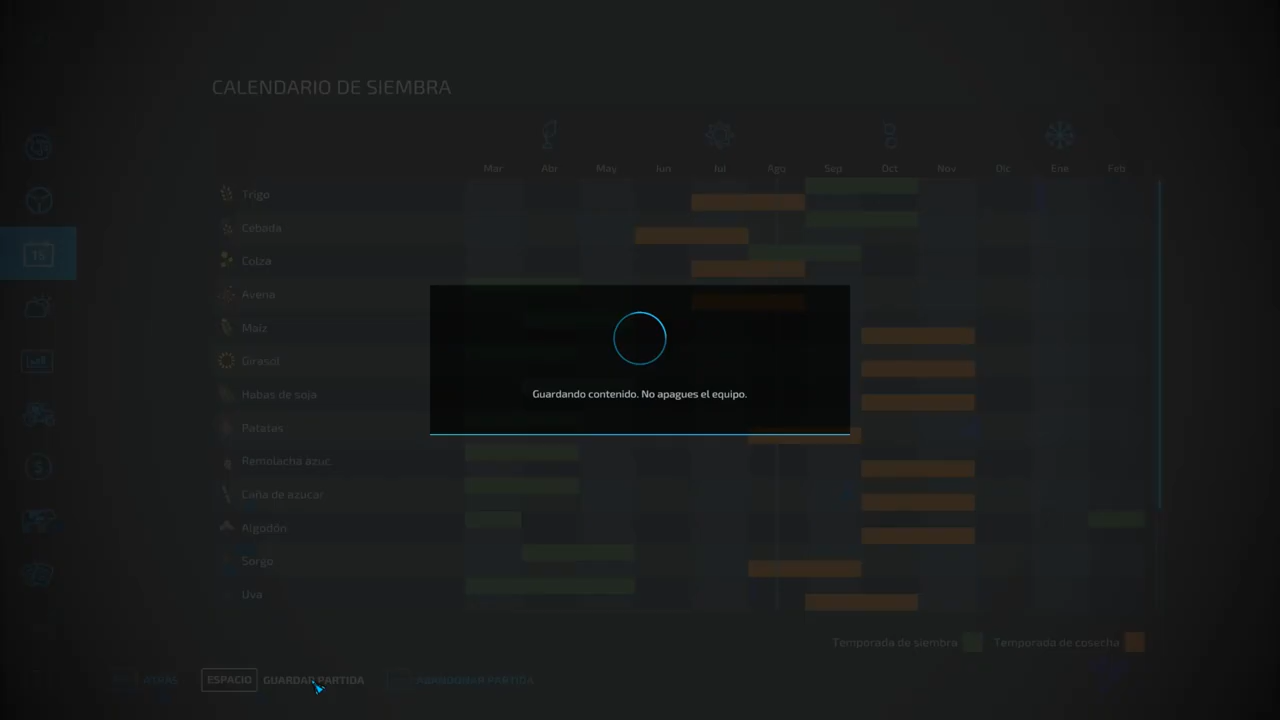 CALENDARIO DE SIEMBRA
Mar Abr May Jun Jul Ago Sep Oct Nov Dic Ene Feb
Trigo
Cebada
Colza
15
Avena
Maíz
Girasol
Habas de soja
Patatas
Remolacha azuc.
Caña de azúcar
Algodón
Sorgo
Uva
Guardando contenido. No apagues el equipo.
Temporada de siembra Temporada de cosecha
ATRÁS ESPACIO GUARDAR PARTIDA ABANDONAR PARTIDA